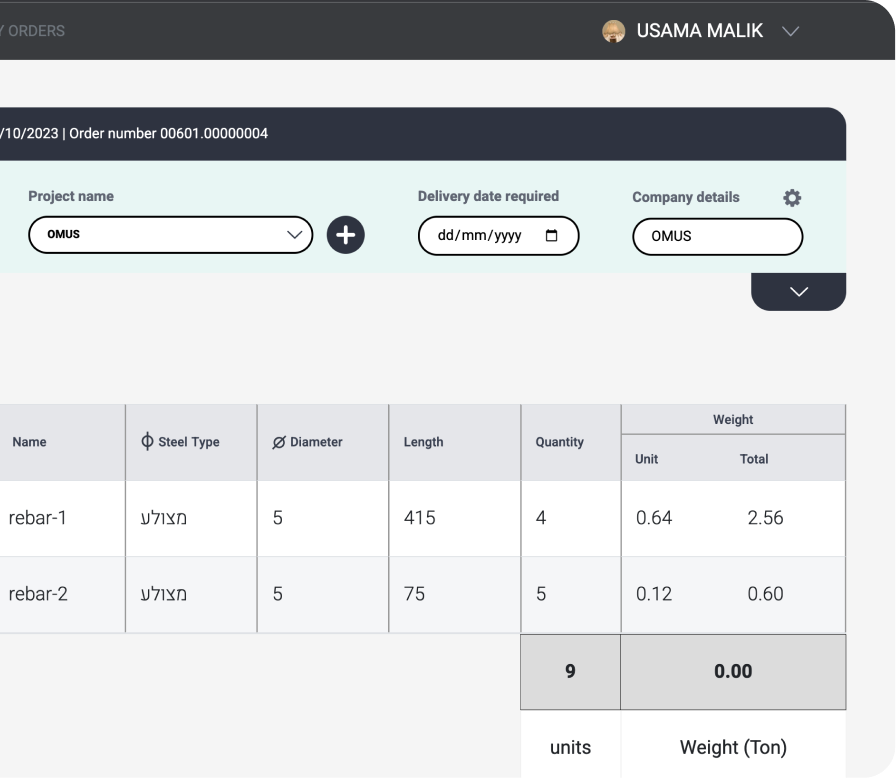 Y ORDERS
USAMA MALIK
/10/2023 | Order number 00601.00000004
Project name
Delivery date required
Company details
OMUS
dd/mm/yyyy
OMUS
Name
Steel Type
Diameter
Length
Quantity
Weight
Unit
Total
rebar-1 מצולע 5 415 4 0.64 2.56
rebar-2 מצולע 5 75 5 0.12 0.60
9 0.00
units Weight (Ton)